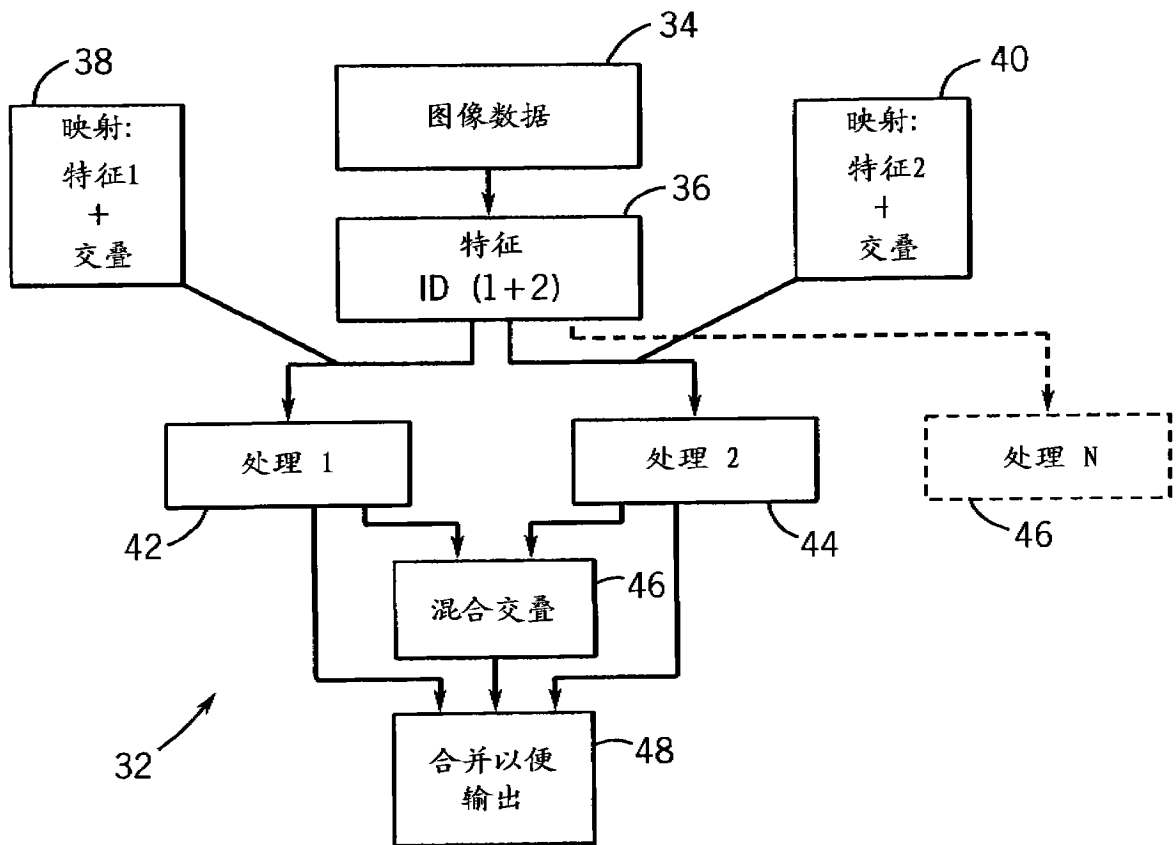 38
34
40
映射:
特征1
+
交叠
图像数据
映射:
特征2
+
交叠
36
特征
ID (1+2)
处理 1
处理 2
处理 N
42
44
46
混合交叠
46
32
合并以便
输出
48